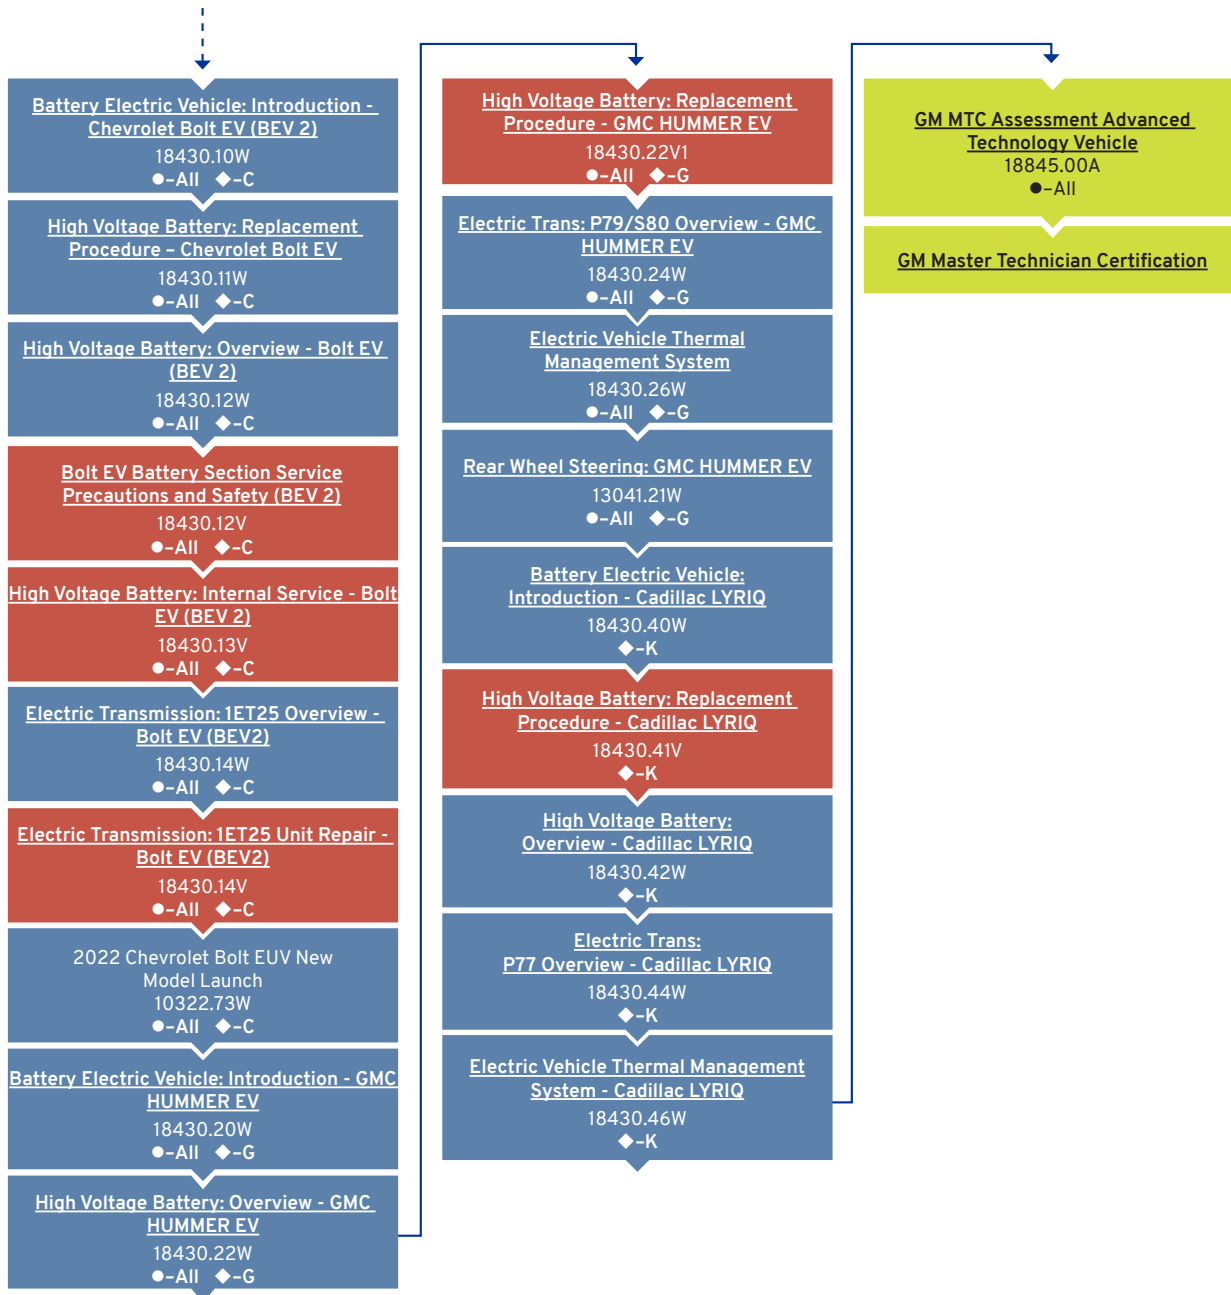 Battery Electric Vehicle: Introduction -
Chevrolet Bolt EV (BEV 2)
18430.10W
●–All ◆–C
High Voltage Battery: Replacement
Procedure – Chevrolet Bolt EV
18430.11W
●–All ◆–C
High Voltage Battery: Overview - Bolt EV
(BEV 2)
18430.12W
●–All ◆–C
Bolt EV Battery Section Service
Precautions and Safety (BEV 2)
18430.12V
●–All ◆–C
High Voltage Battery: Internal Service - Bolt
EV (BEV 2)
18430.13V
●–All ◆–C
Electric Transmission: 1ET25 Overview -
Bolt EV (BEV2)
18430.14W
●–All ◆–C
Electric Transmission: 1ET25 Unit Repair -
Bolt EV (BEV2)
18430.14V
●–All ◆–C
2022 Chevrolet Bolt EUV New
Model Launch
10322.73W
●–All ◆–C
Battery Electric Vehicle: Introduction - GMC
HUMMER EV
18430.20W
●–All ◆–G
High Voltage Battery: Overview - GMC
HUMMER EV
18430.22W
●–All ◆–G
High Voltage Battery: Replacement
Procedure - GMC HUMMER EV
18430.22V1
●–All ◆–G
Electric Trans: P79/S80 Overview - GMC
HUMMER EV
18430.24W
●–All ◆–G
Electric Vehicle Thermal
Management System
18430.26W
●–All ◆–G
Rear Wheel Steering: GMC HUMMER EV
13041.21W
●–All ◆–G
Battery Electric Vehicle:
Introduction - Cadillac LYRIQ
18430.40W
◆–K
High Voltage Battery: Replacement
Procedure - Cadillac LYRIQ
18430.41V
◆–K
High Voltage Battery:
Overview - Cadillac LYRIQ
18430.42W
◆–K
Electric Trans:
P77 Overview - Cadillac LYRIQ
18430.44W
◆–K
Electric Vehicle Thermal Management
System - Cadillac LYRIQ
18430.46W
◆–K
GM MTC Assessment Advanced
Technology Vehicle
18845.00A
●–All
GM Master Technician Certification